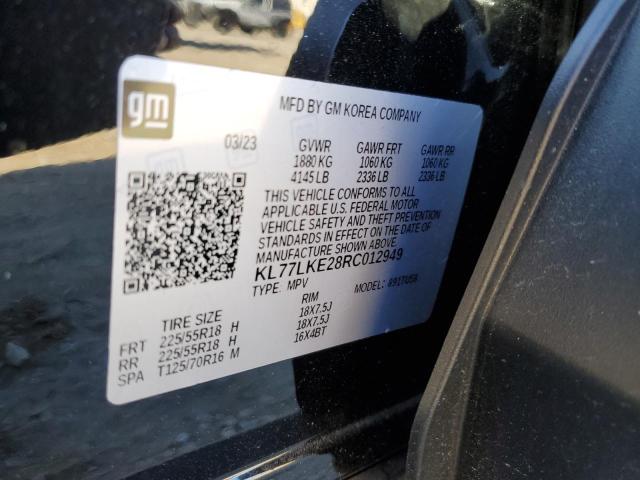 gm
MFD BY GM KOREA COMPANY
03/23 GVWR GAWR FRT GAWR RR
1880 KG 1060 KG 1060 KG
4145 LB 2336 LB 2336 LB
THIS VEHICLE CONFORMS TO ALL
APPLICABLE U.S. FEDERAL MOTOR
VEHICLE SAFETY AND THEFT PREVENTION
STANDARDS IN EFFECT ON THE DATE OF
MANUFACTURE SHOWN ABOVE.
KL77LKE28RC012949
TYPE: MPV MODEL:
TIRE SIZE RIM
FRT 225/55R18 H 18X7.5J
RR 225/55R18 H 18X7.5J
SPA T125/70R16 M 16X4BT